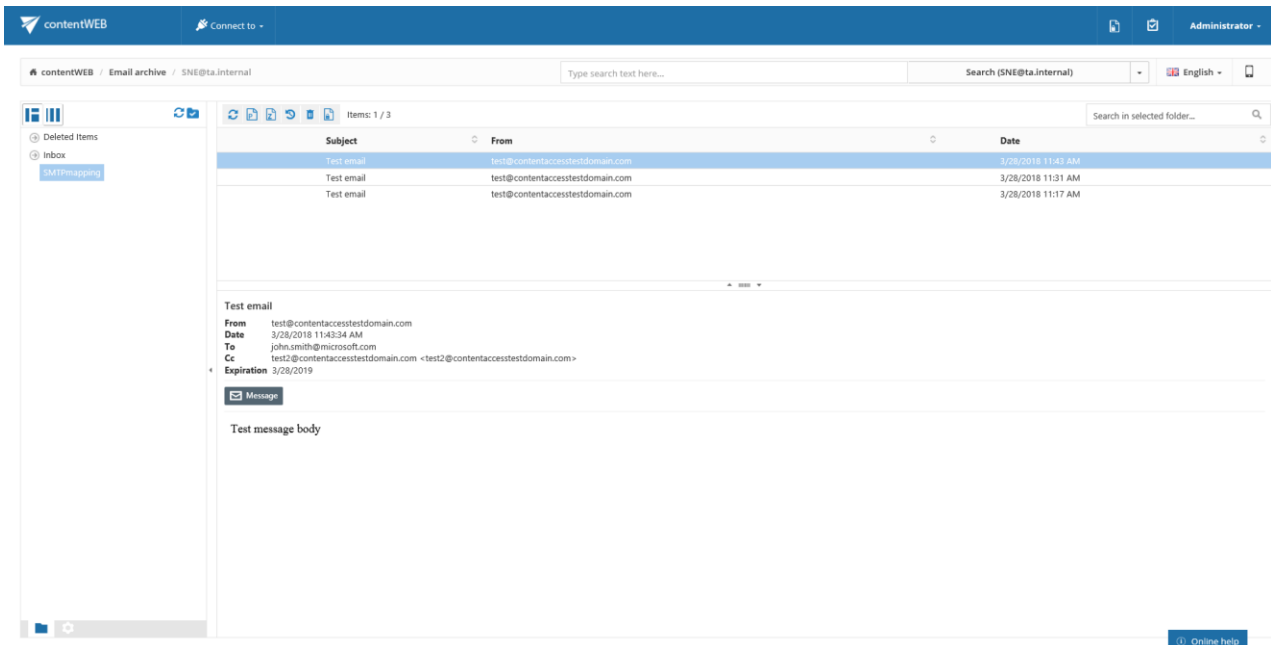 contentWEB Connect to Administrator
contentWEB / Email archive / SNE@ta.internal Type search text here... Search (SNE@ta.internal) English
Items: 1 / 3 Search in selected folder...
Deleted Items
Inbox
SMTPmapping
Subject From Date
Test email test@contentaccesstestdomain.com 3/28/2018 11:43 AM
Test email test@contentaccesstestdomain.com 3/28/2018 11:31 AM
Test email test@contentaccesstestdomain.com 3/28/2018 11:17 AM
Test email
From test@contentaccesstestdomain.com
Date 3/28/2018 11:43:34 AM
To john.smith@microsoft.com
Cc test2@contentaccesstestdomain.com <test2@contentaccesstestdomain.com>
Expiration 3/28/2019
Message
Test message body
Online help